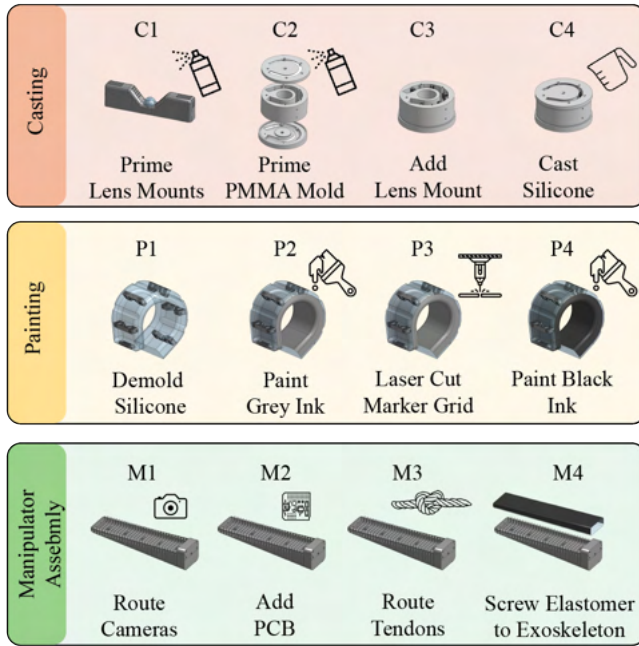 Casting
C1 C2 C3 C4
Prime Prime Add Cast
Lens Mounts PMMA Mold Lens Mount Silicone
Painting
P1 P2 P3 P4
Demold Paint Laser Cut Paint Black
Silicone Grey Ink Marker Grid Ink
Manipulator
Assebmly
M1 M2 M3 M4
Route Add Route Screw Elastomer
Cameras PCB Tendons to Exoskeleton